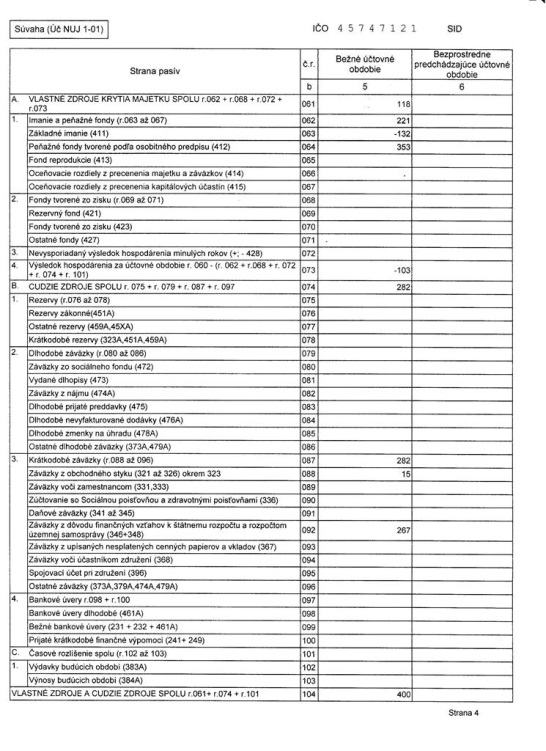 Súvaha (Úč NUJ 1-01) IČO 4 5 7 4 7 1 2 1 SID
Strana pasív č.r. Bežné účtovné obdobie Bezprostredne predchádzajúce účtovné obdobie
b 5 6
A. VLASTNÉ ZDROJE KRYTIA MAJETKU SPOLU r.062 + r.068 + r.072 + r.073 061 118
1. Imanie a peňažné fondy (r.063 až 067) 062 221
Základné imanie (411) 063 -132
Peňažné fondy tvorené podľa osobitného predpisu (412) 064 353
Fond reprodukcie (413) 065
Oceňovacie rozdiely z precenenia majetku a záväzkov (414) 066
Oceňovacie rozdiely z precenenia kapitálových účastín (415) 067
2. Fondy tvorené zo zisku (r.069 až 071) 068
Rezervný fond (421) 069
Fondy tvorené zo zisku (423) 070
Ostatné fondy (427) 071
3. Nevysporiadaný výsledok hospodárenia minulých rokov (+; - 428) 072
4. Výsledok hospodárenia za účtovné obdobie r. 060 - (r. 062 + r.068 + r. 072 + r. 074 + r. 101) 073 -103
B. CUDZIE ZDROJE SPOLU r. 075 + r. 079 + r. 087 + r. 097 074 282
1. Rezervy (r.076 až 078) 075
Rezervy zákonné(451A) 076
Ostatné rezervy (459A,45XA) 077
Krátkodobé rezervy (323A,451A,459A) 078
2. Dlhodobé záväzky (r.080 až 086) 079
Záväzky zo sociálneho fondu (472) 080
Vydané dlhopisy (473) 081
Záväzky z nájmu (474A) 082
Dlhodobé prijaté preddavky (475) 083
Dlhodobé nevyfakturované dodávky (476A) 084
Dlhodobé zmenky na úhradu (478A) 085
Ostatné dlhodobé záväzky (373A,479A) 086
3. Krátkodobé záväzky (r.088 až 096) 087 282
Záväzky z obchodného styku (321 až 326) okrem 323 088 15
Záväzky voči zamestnancom (331,333) 089
Zúčtovanie so Sociálnou poisťovňou a zdravotnými poisťovňami (336) 090
Daňové záväzky (341 až 345) 091
Záväzky z dôvodu finančných vzťahov k štátnemu rozpočtu a rozpočtom územnej samosprávy (346+348) 092 267
Záväzky z upísaných nesplatených cenných papierov a vkladov (367) 093
Záväzky voči účastníkom združení (368) 094
Spojovací účet pri združení (396) 095
Ostatné záväzky (373A,379A,474A,479A) 096
4. Bankové úvery r.098 + r.100 097
Bankové úvery dlhodobé (461A) 098
Bežné bankové úvery (231 + 232 + 461A) 099
Prijaté krátkodobé finančné výpomoci (241+ 249) 100
C. Časové rozlíšenie spolu (r.102 až 103) 101
1. Výdavky budúcich období (383A) 102
Výnosy budúcich období (384A) 103
VLASTNÉ ZDROJE A CUDZIE ZDROJE SPOLU r.061+ r.074 + r.101 104 400
Strana 4